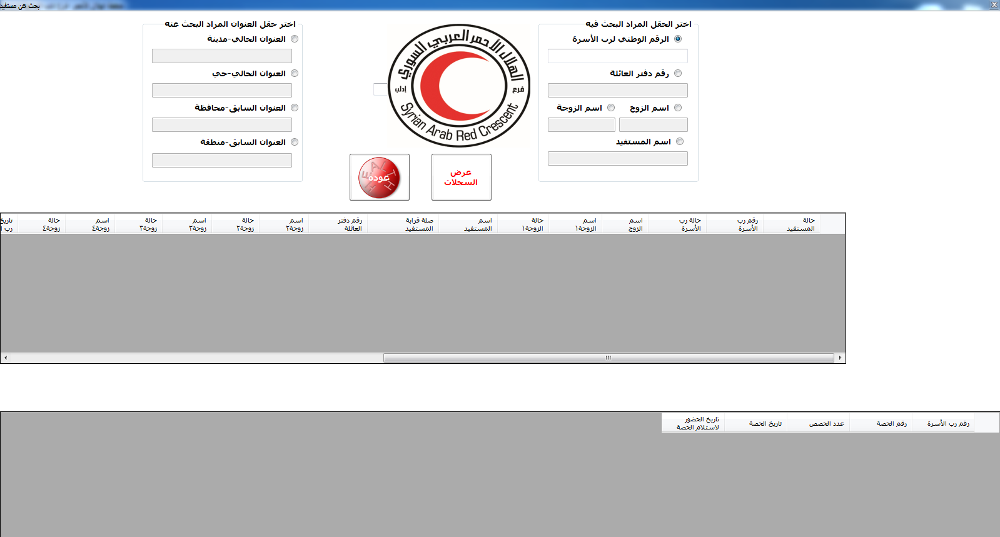 بحث عن مستفيد
اختر الحقل المراد البحث فيه
الرقم الوطني لرب الأسرة
رقم دفتر العائلة
اسم الزوج
اسم الزوجة
اسم المستفيد
الهلال الأحمر العربي السوري
فرع
إدلب
Syrian Arab Red Crescent
عرض
السجلات
HEALTH
عودة
اختر حقل العنوان المراد البحث عنه
العنوان الحالي-مدينة
العنوان الحالي-حي
العنوان السابق-محافظة
العنوان السابق-منطقة
حالة المستفيد
رقم رب الأسرة
حالة رب الأسرة
اسم الزوج
اسم الزوجة١
حالة الزوجة١
اسم المستفيد
صلة قرابة المستفيد
رقم دفتر العائلة
اسم زوجة٢
حالة زوجة٢
اسم زوجة٣
حالة زوجة٣
اسم زوجة٤
حالة زوجة٤
تاريخ
رب ا
رقم رب الأسرة
رقم الحصة
عدد الحصص
تاريخ الحصة
تاريخ الحضور
لاستلام الحصة